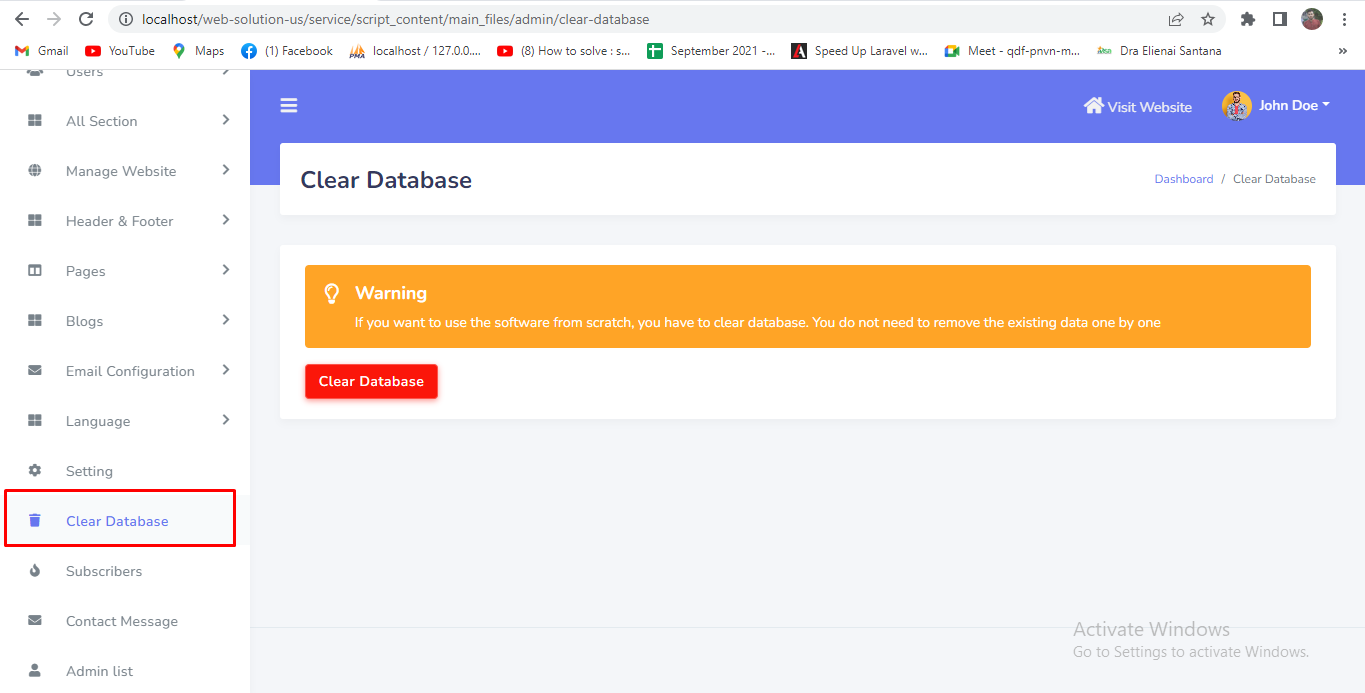 localhost/web-solution-us/service/script_content/main_files/admin/clear-database
Gmail
YouTube
Maps
(1) Facebook
PMA
localhost / 127.0.0....
(8) How to solve : s...
September 2021 -...
Speed Up Laravel w...
Meet - qdf-pnvn-m...
Dra Elienai Santana
»
Users
All Section
Manage Website
Header & Footer
Pages
Blogs
Email Configuration
Language
Setting
Clear Database
Subscribers
Contact Message
Admin list
Visit Website
John Doe
Clear Database
Dashboard / Clear Database
Warning
If you want to use the software from scratch, you have to clear database. You do not need to remove the existing data one by one
Clear Database
Activate Windows
Go to Settings to activate Windows.